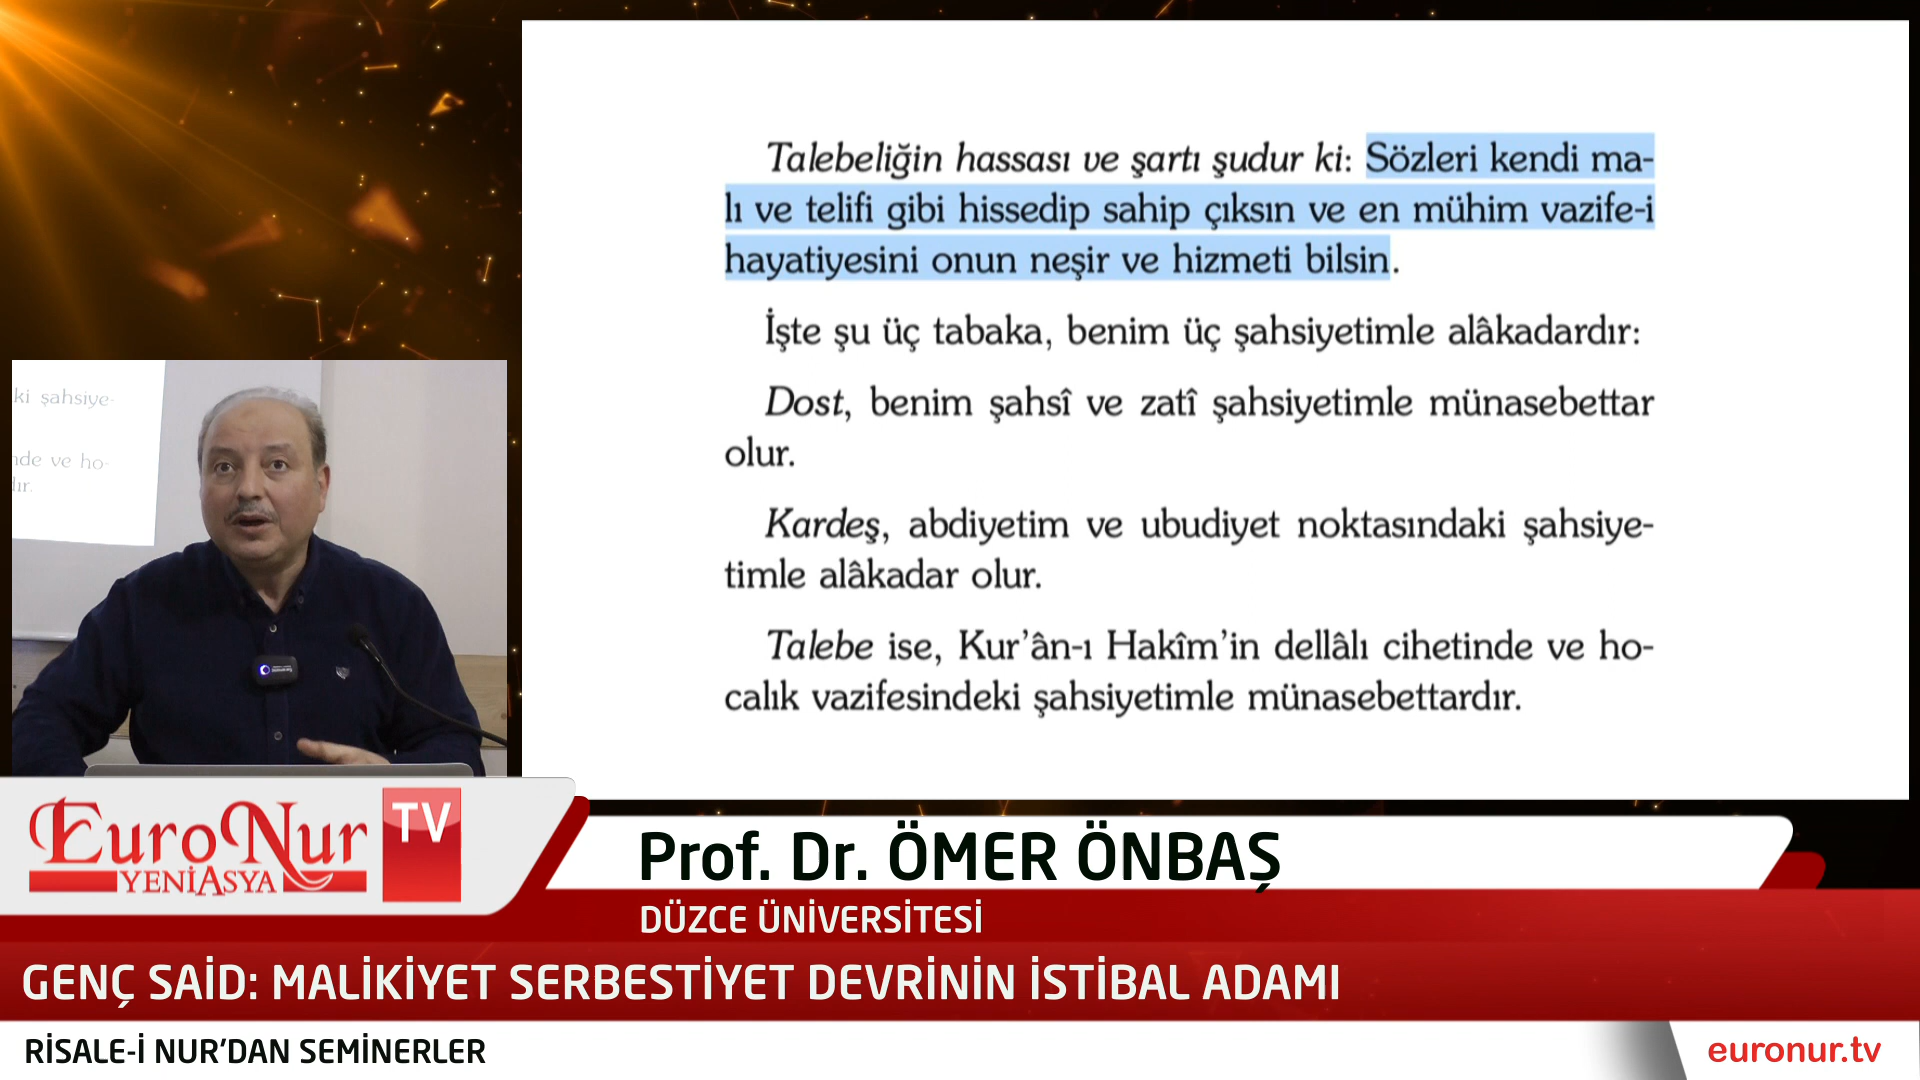 Talebeliğin hassası ve şartı şudur ki: Sözleri kendi ma-
lı ve telifi gibi hissedip sahip çıksın ve en mühim vazife-i
hayatiyesini onun neşir ve hizmeti bilsin.
İşte şu üç tabaka, benim üç şahsiyetimle alâkadardır:
Dost, benim şahsî ve zatî şahsiyetimle münasebettar
olur.
Kardeş, abdiyetim ve ubudiyet noktasındaki şahsiye-
timle alâkadar olur.
Talebe ise, Kur'ân-ı Hakîm'in dellâlı cihetinde ve ho-
calık vazifesindeki şahsiyetimle münasebettardır.
ki şahsiye-
nde ve ho-
dır.
EURONUR TV
YENİASYA
Prof. Dr. ÖMER ÖNBAŞ
DÜZCE ÜNİVERSİTESİ
GENÇ SAİD: MALİKİYET SERBESTİYET DEVRİNİN İSTİBAL ADAMI
RİSALE-İ NUR'DAN SEMİNERLER
euronur.tv